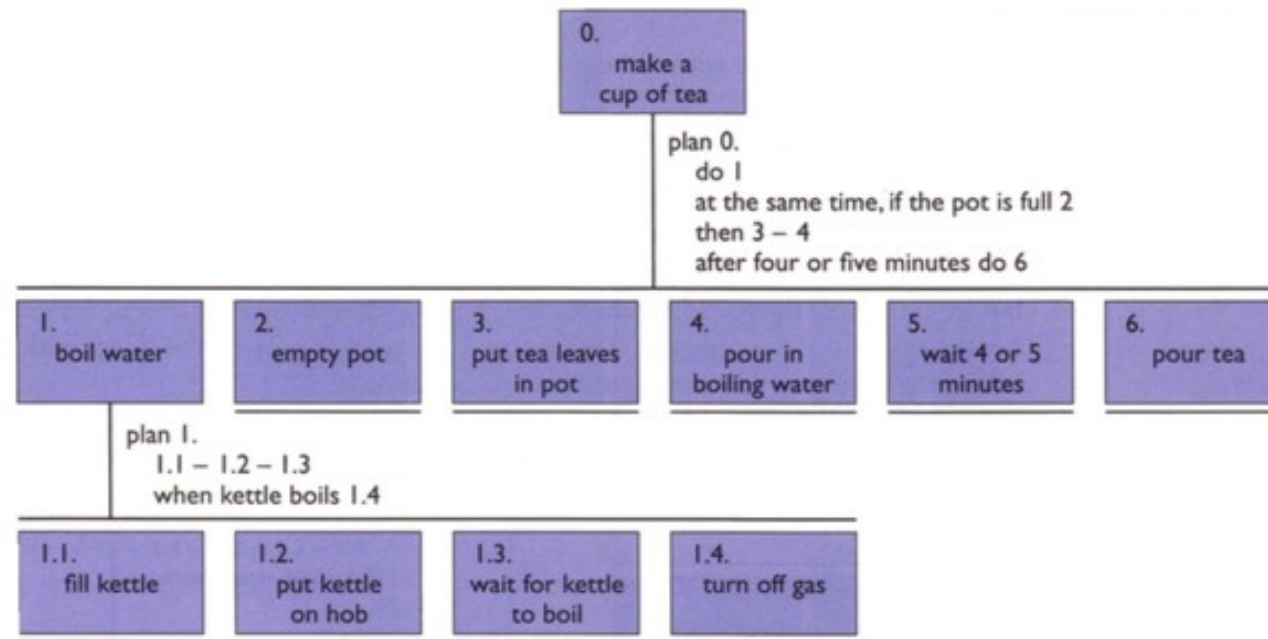 0.
make a
cup of tea
plan 0.
do 1
at the same time, if the pot is full 2
then 3 – 4
after four or five minutes do 6
1.
boil water
2.
empty pot
3.
put tea leaves
in pot
4.
pour in
boiling water
5.
wait 4 or 5
minutes
6.
pour tea
plan 1.
1.1 – 1.2 – 1.3
when kettle boils 1.4
1.1.
fill kettle
1.2.
put kettle
on hob
1.3.
wait for kettle
to boil
1.4.
turn off gas